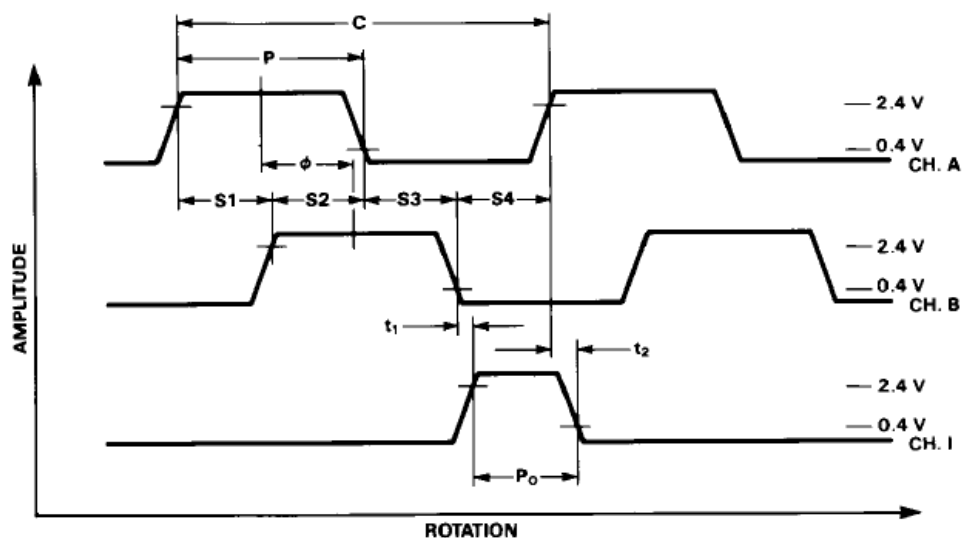 C
P
2.4 V
0.4 V
CH. A
ϕ
S1 S2 S3 S4
2.4 V
0.4 V
CH. B
t₁
t₂
2.4 V
0.4 V
CH. I
P₀
AMPLITUDE
ROTATION